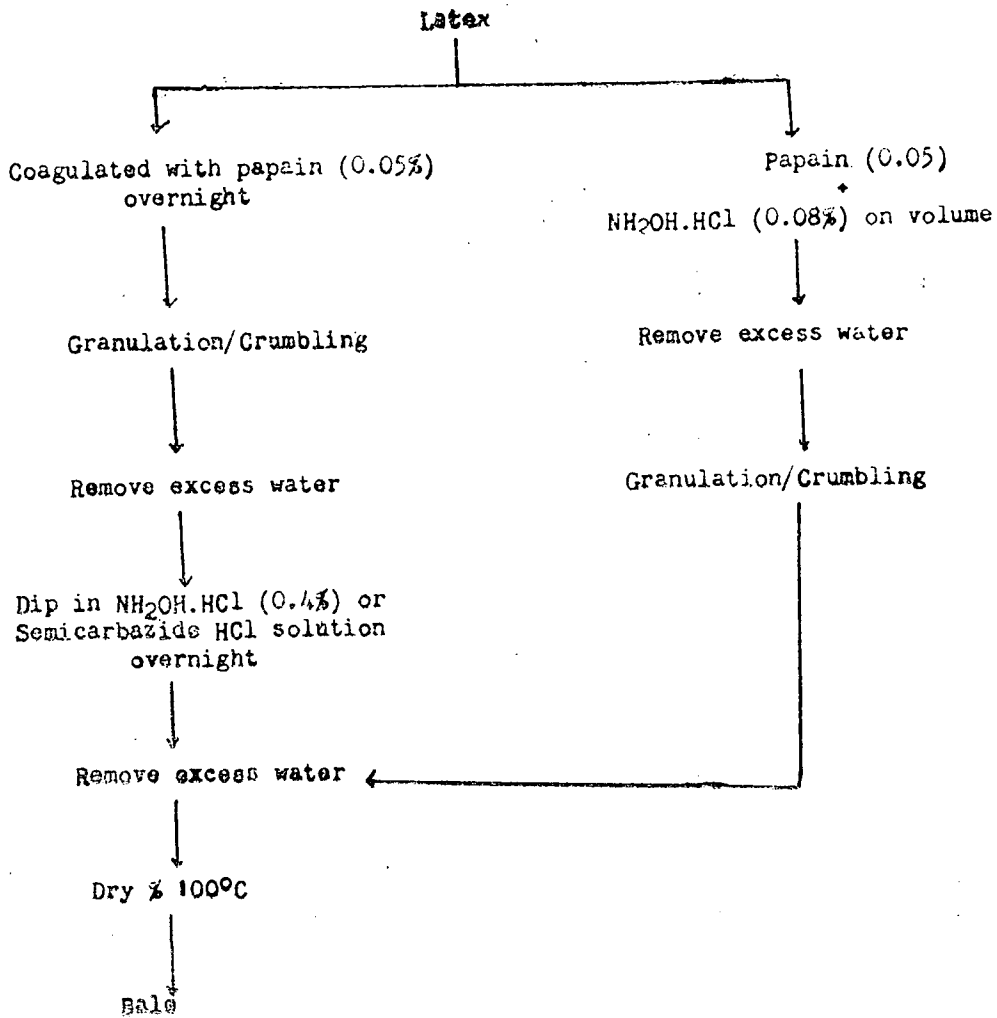 Latex
Coagulated with papain (0.05%)
overnight
Papain (0.05)
+
NH₂OH.HCl (0.08%) on volume
Granulation/Crumbling
Remove excess water
Remove excess water
Granulation/Crumbling
Dip in NH₂OH.HCl (0.4%) or
Semicarbazide HCl solution
overnight
Remove excess water
Dry % 100°C
Bale